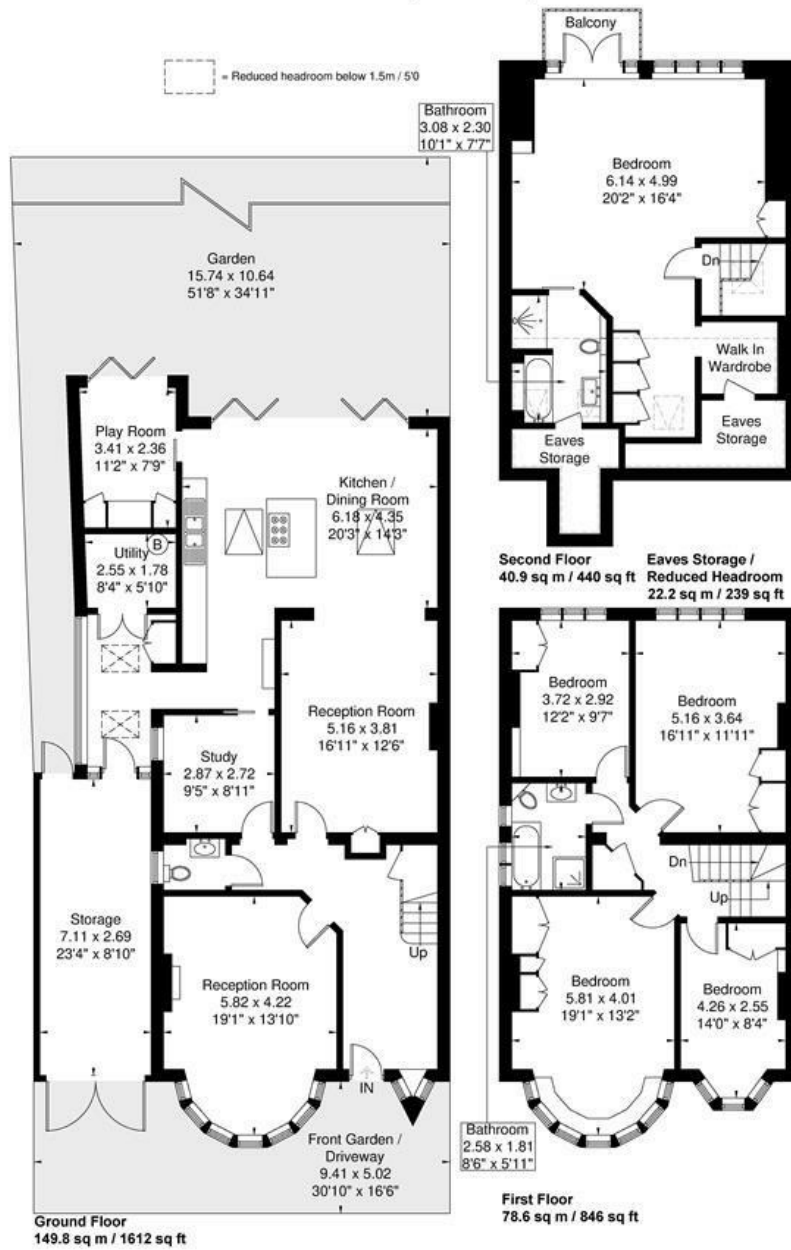 = Reduced headroom below 1.5m / 5'0
Balcony
Bathroom
3.08 x 2.30
10'1" x 7'7"
Bedroom
6.14 x 4.99
20'2" x 16'4"
Dn
Walk In
Wardrobe
Eaves
Storage
Eaves
Storage
Second Floor
40.9 sq m / 440 sq ft
Eaves Storage /
Reduced Headroom
22.2 sq m / 239 sq ft
Garden
15.74 x 10.64
51'8" x 34'11"
Play Room
3.41 x 2.36
11'2" x 7'9"
Kitchen /
Dining Room
6.18 x 4.35
20'3" x 14'3"
B
Utility
2.55 x 1.78
8'4" x 5'10"
Reception Room
5.16 x 3.81
16'11" x 12'6"
Study
2.87 x 2.72
9'5" x 8'11"
Storage
7.11 x 2.69
23'4" x 8'10"
Up
Reception Room
5.82 x 4.22
19'1" x 13'10"
IN
Front Garden /
Driveway
9.41 x 5.02
30'10" x 16'6"
Ground Floor
149.8 sq m / 1612 sq ft
Bedroom
3.72 x 2.92
12'2" x 9'7"
Bedroom
5.16 x 3.64
16'11" x 11'11"
Dn
Up
Bedroom
5.81 x 4.01
19'1" x 13'2"
Bedroom
4.26 x 2.55
14'0" x 8'4"
Bathroom
2.58 x 1.81
8'6" x 5'11"
First Floor
78.6 sq m / 846 sq ft